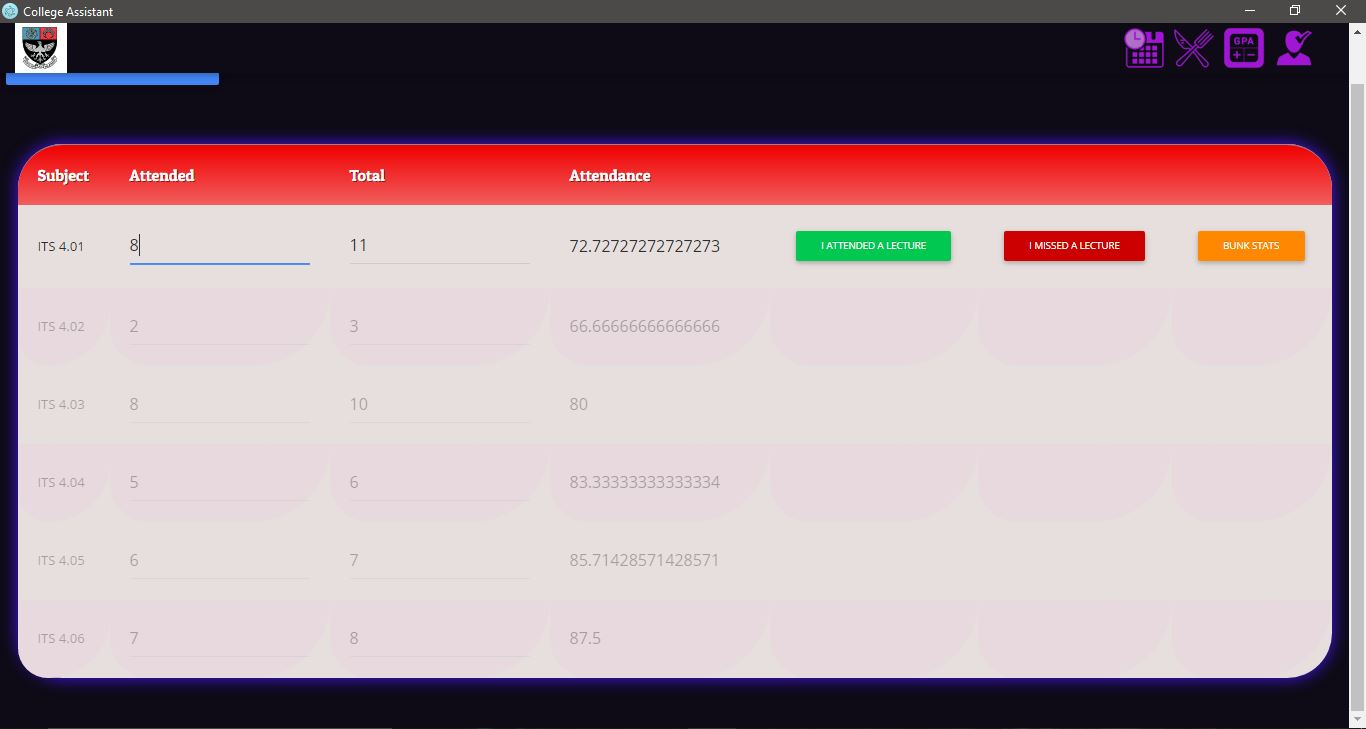 College Assistant
GPA
Subject Attended Total Attendance
ITS 4.01 8 11 72.72727272727273 I ATTENDED A LECTURE I MISSED A LECTURE BUNK STATS
ITS 4.02 2 3 66.66666666666666
ITS 4.03 8 10 80
ITS 4.04 5 6 83.33333333333334
ITS 4.05 6 7 85.71428571428571
ITS 4.06 7 8 87.5